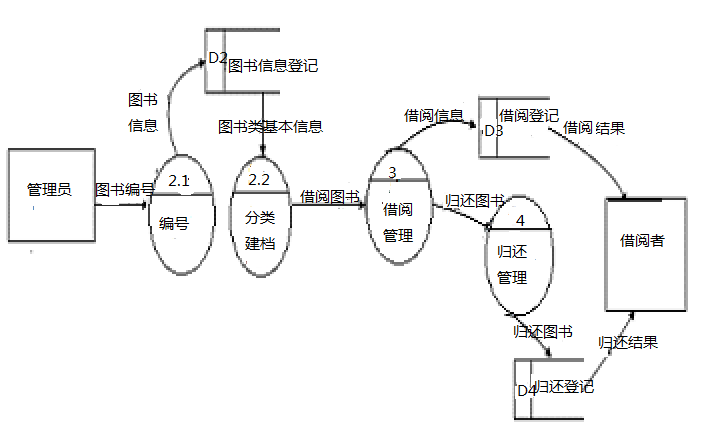 D2
图书信息登记
图书
信息
图书类基本信息
管理员
图书编号
2.1
编号
2.2
分类
建档
借阅图书
3
借阅
管理
借阅信息
D3
借阅登记
借阅结果
归还图书
4
归还
管理
借阅者
归还图书
D4
归还登记
归还结果